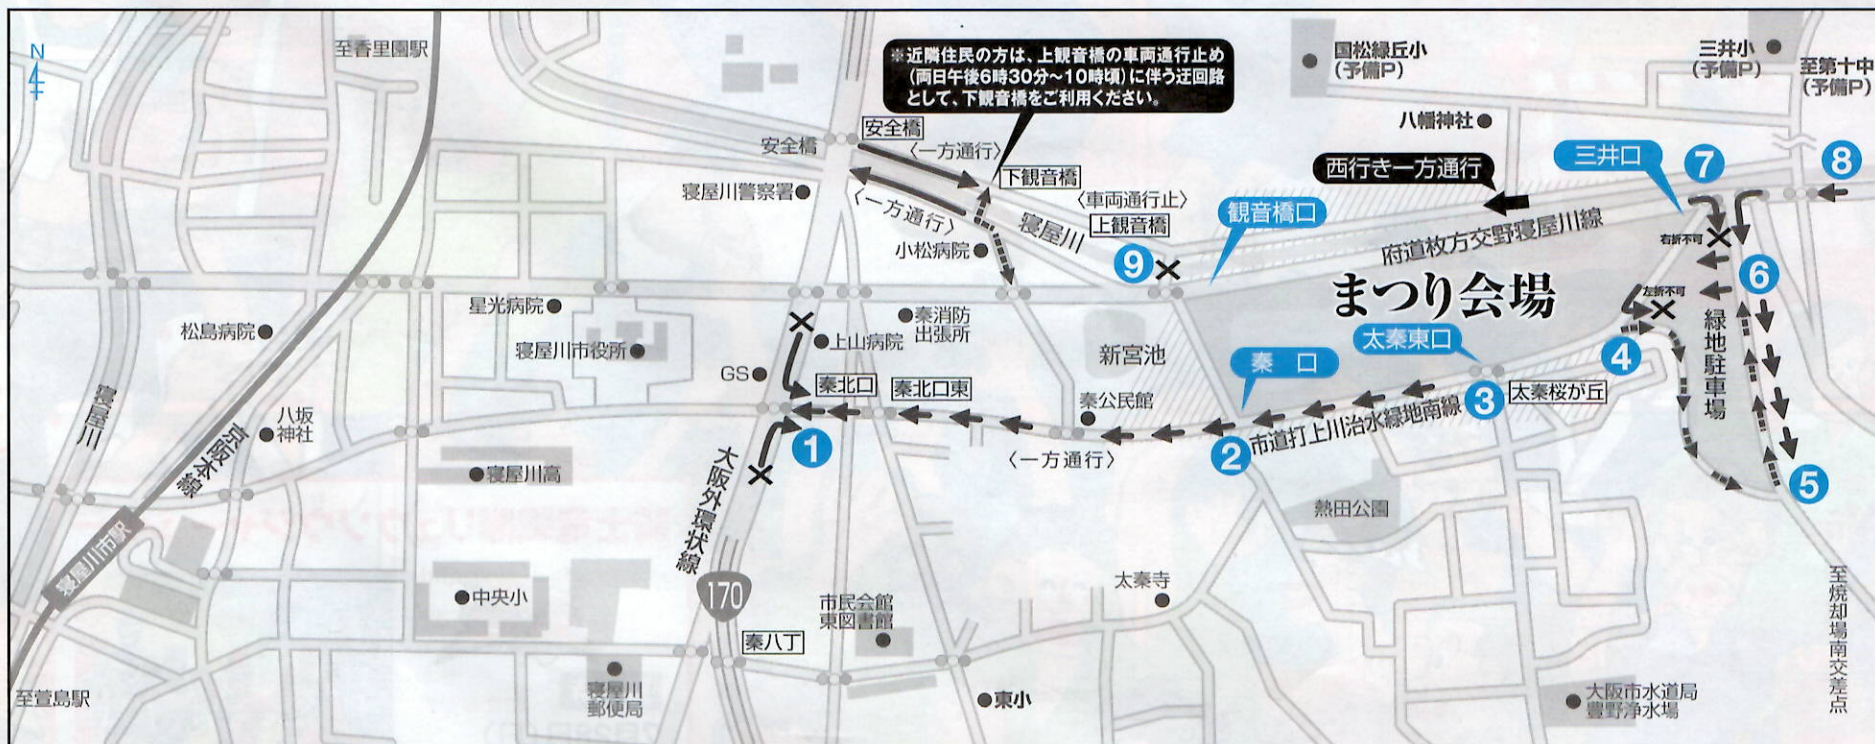 N
至香里園駅
※近隣住民の方は、上観音橋の車両通行止め
(両日午後6時30分〜10時頃)に伴う迂回路
として、下観音橋をご利用ください。
国松緑丘小
(予備P)
三井小
(予備P)
至第十中
(予備P)
八幡神社
安全橋
安全橋
〈一方通行〉
下観音橋
〈車両通行止〉
上観音橋
寝屋川警察署
〈一方通行〉
寝屋川
小松病院
観音橋口
西行き一方通行
三井口
7
8
府道枚方交野寝屋川線
右折不可
9
6
まつり会場
左折不可
緑地駐車場
星光病院
松島病院
寝屋川市役所
上山病院
秦消防
出張所
新宮池
太秦東口
秦 口
4
GS
秦北口
秦北口東
秦公民館
3
太秦桜が丘
寝屋川
八坂
神社
京阪本線
1
〈一方通行〉
2
市道打上川治水緑地南線
5
寝屋川高
大阪外環状線
熱田公園
寝屋川市駅
中央小
170
市民会館
東図書館
太秦寺
秦八丁
至焼却場南交差点
至萱島駅
寝屋川
郵便局
東小
大阪市水道局
豊野浄水場